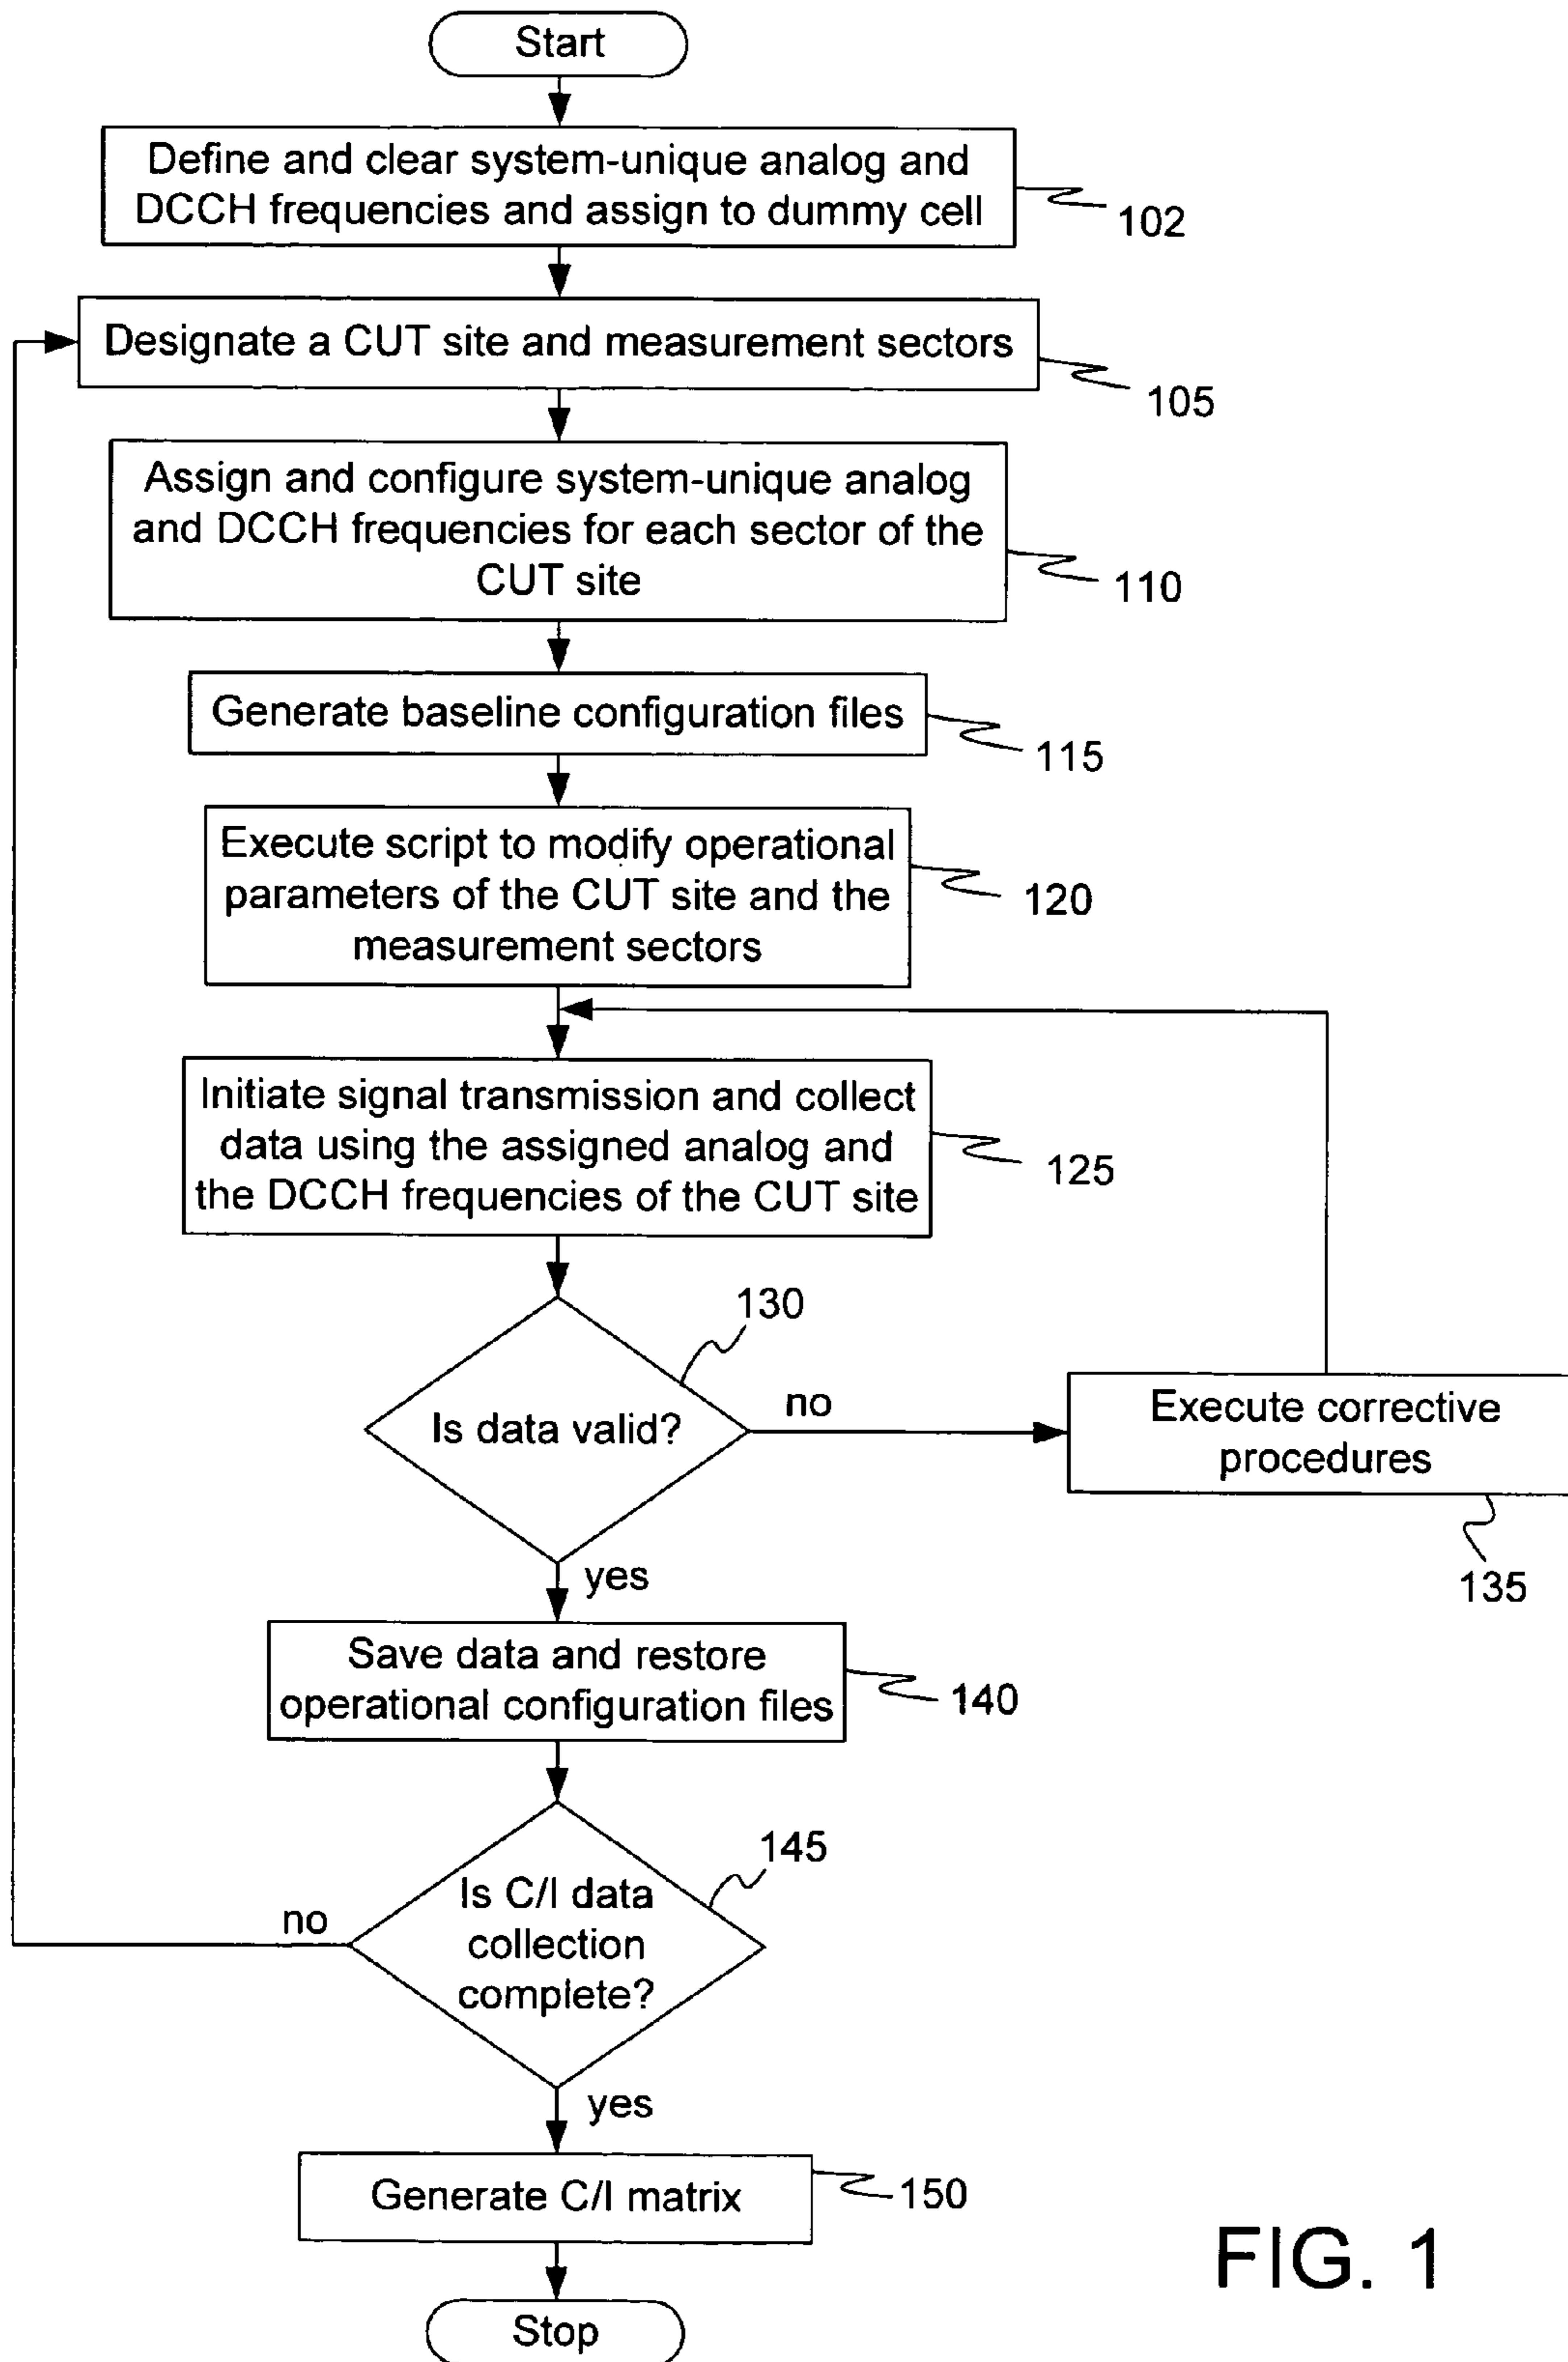 Start
Define and clear system-unique analog and
DCCH frequencies and assign to dummy cell
102
Designate a CUT site and measurement sectors
105
Assign and configure system-unique analog
and DCCH frequencies for each sector of the
CUT site
110
Generate baseline configuration files
115
Execute script to modify operational
parameters of the CUT site and the
measurement sectors
120
Initiate signal transmission and collect
data using the assigned analog and
the DCCH frequencies of the CUT site
125
130
Is data valid?
no
Execute corrective
procedures
135
yes
Save data and restore
operational configuration files
140
145
Is C/I data
collection
complete?
no
yes
Generate C/I matrix
150
Stop
FIG. 1